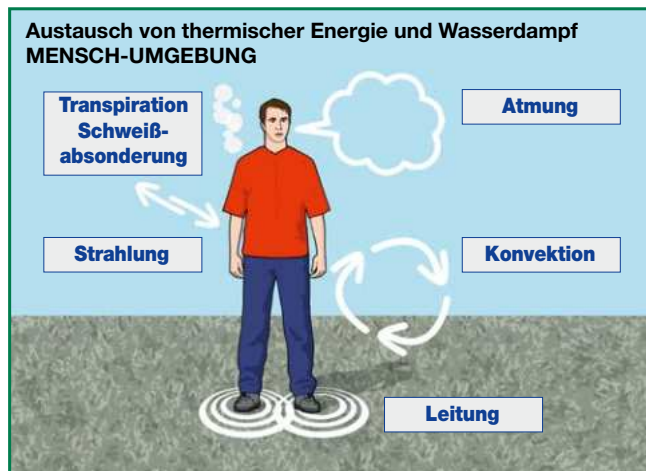 Austausch von thermischer Energie und Wasserdampf
MENSCH-UMGEBUNG
Transpiration
Schweiß-
absonderung
Atmung
Strahlung
Konvektion
Leitung